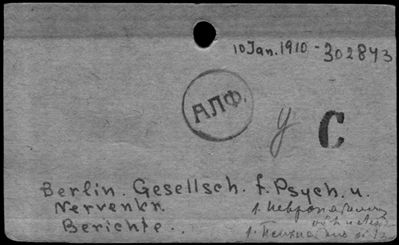 10 Jan. 1910 - 302843
АЛФ.
y C
Berlin. Gesellsch. f. Psych. u.
Nervenkr.
Berichte..